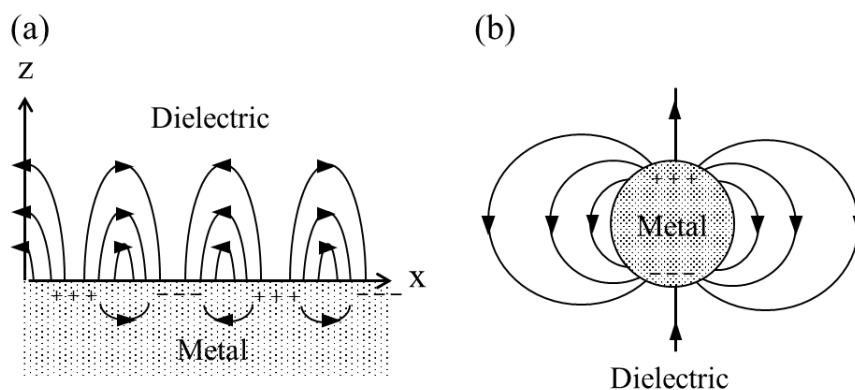 (a)
z
Dielectric
x
+ + + - - - + + + - - -
Metal
(b)
+ + +
Metal
- - -
Dielectric